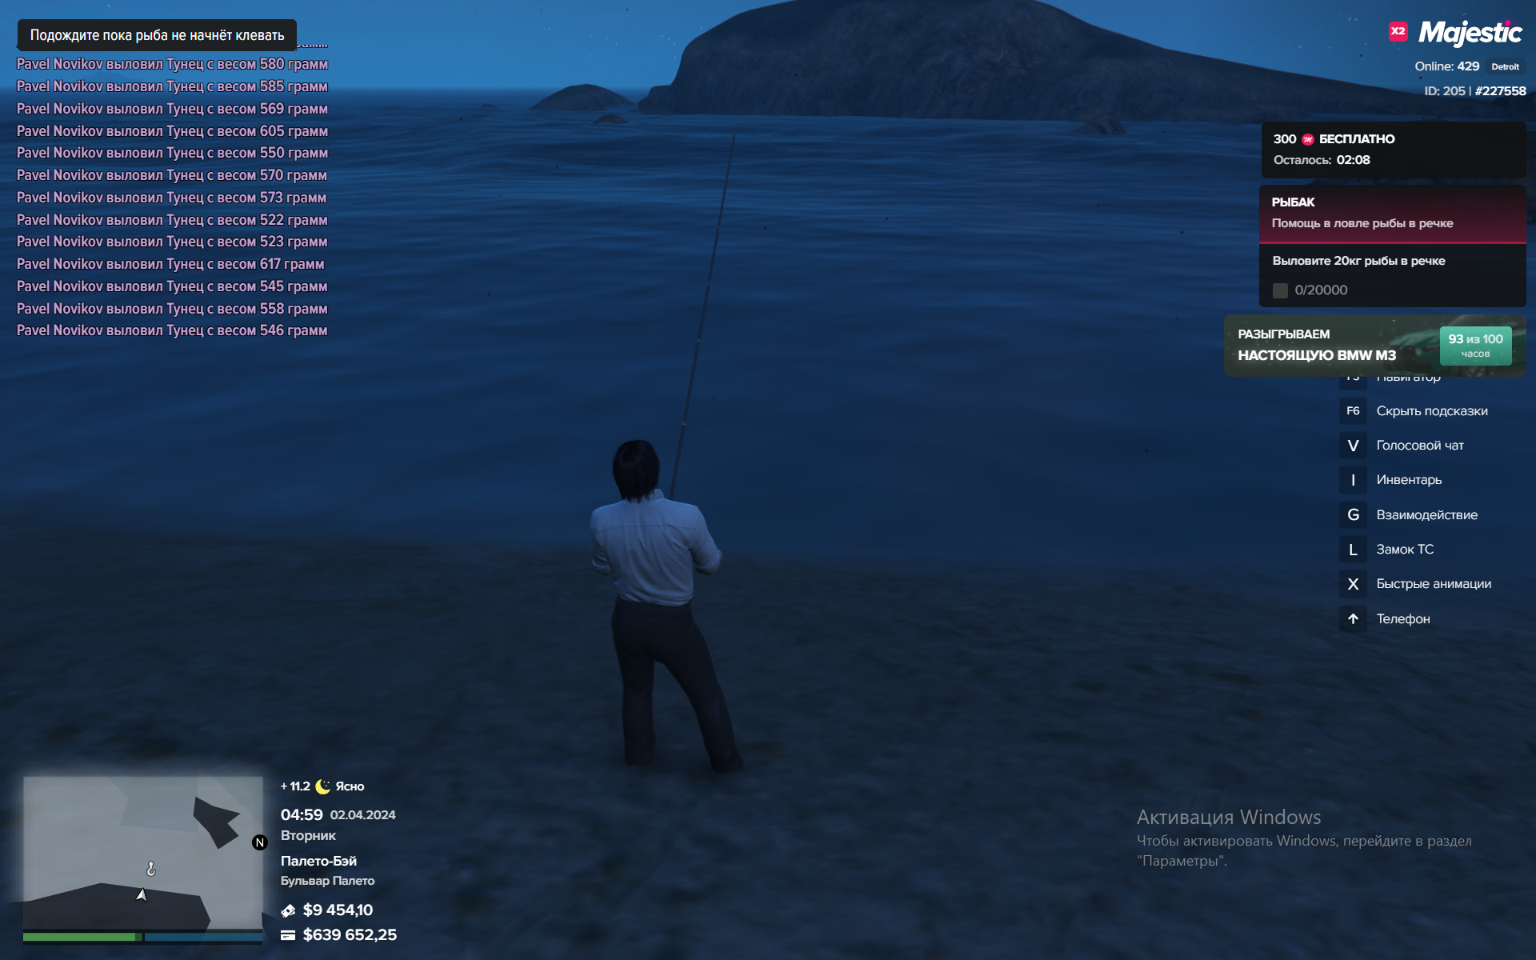 Подождите пока рыба не начнёт клевать
Pavel Novikov выловил Тунец с весом 580 грамм
Pavel Novikov выловил Тунец с весом 585 грамм
Pavel Novikov выловил Тунец с весом 569 грамм
Pavel Novikov выловил Тунец с весом 605 грамм
Pavel Novikov выловил Тунец с весом 550 грамм
Pavel Novikov выловил Тунец с весом 570 грамм
Pavel Novikov выловил Тунец с весом 573 грамм
Pavel Novikov выловил Тунец с весом 522 грамм
Pavel Novikov выловил Тунец с весом 523 грамм
Pavel Novikov выловил Тунец с весом 617 грамм
Pavel Novikov выловил Тунец с весом 545 грамм
Pavel Novikov выловил Тунец с весом 558 грамм
Pavel Novikov выловил Тунец с весом 546 грамм
X2 Majestic
Online: 429 Detroit
ID: 205 | #227558
300 БЕСПЛАТНО
Осталось: 02:08
РЫБАК
Помощь в ловле рыбы в речке
Выловите 20кг рыбы в речке
0/20000
РАЗЫГРЫВАЕМ
НАСТОЯЩУЮ BMW M3
93 из 100
часов
Навигатор
F6 Скрыть подсказки
V Голосовой чат
I Инвентарь
G Взаимодействие
L Замок ТС
X Быстрые анимации
Телефон
N
+ 11.2 Ясно
04:59 02.04.2024
Вторник
Палето-Бэй
Бульвар Палето
$9 454,10
$639 652,25
Активация Windows
Чтобы активировать Windows, перейдите в раздел
"Параметры".